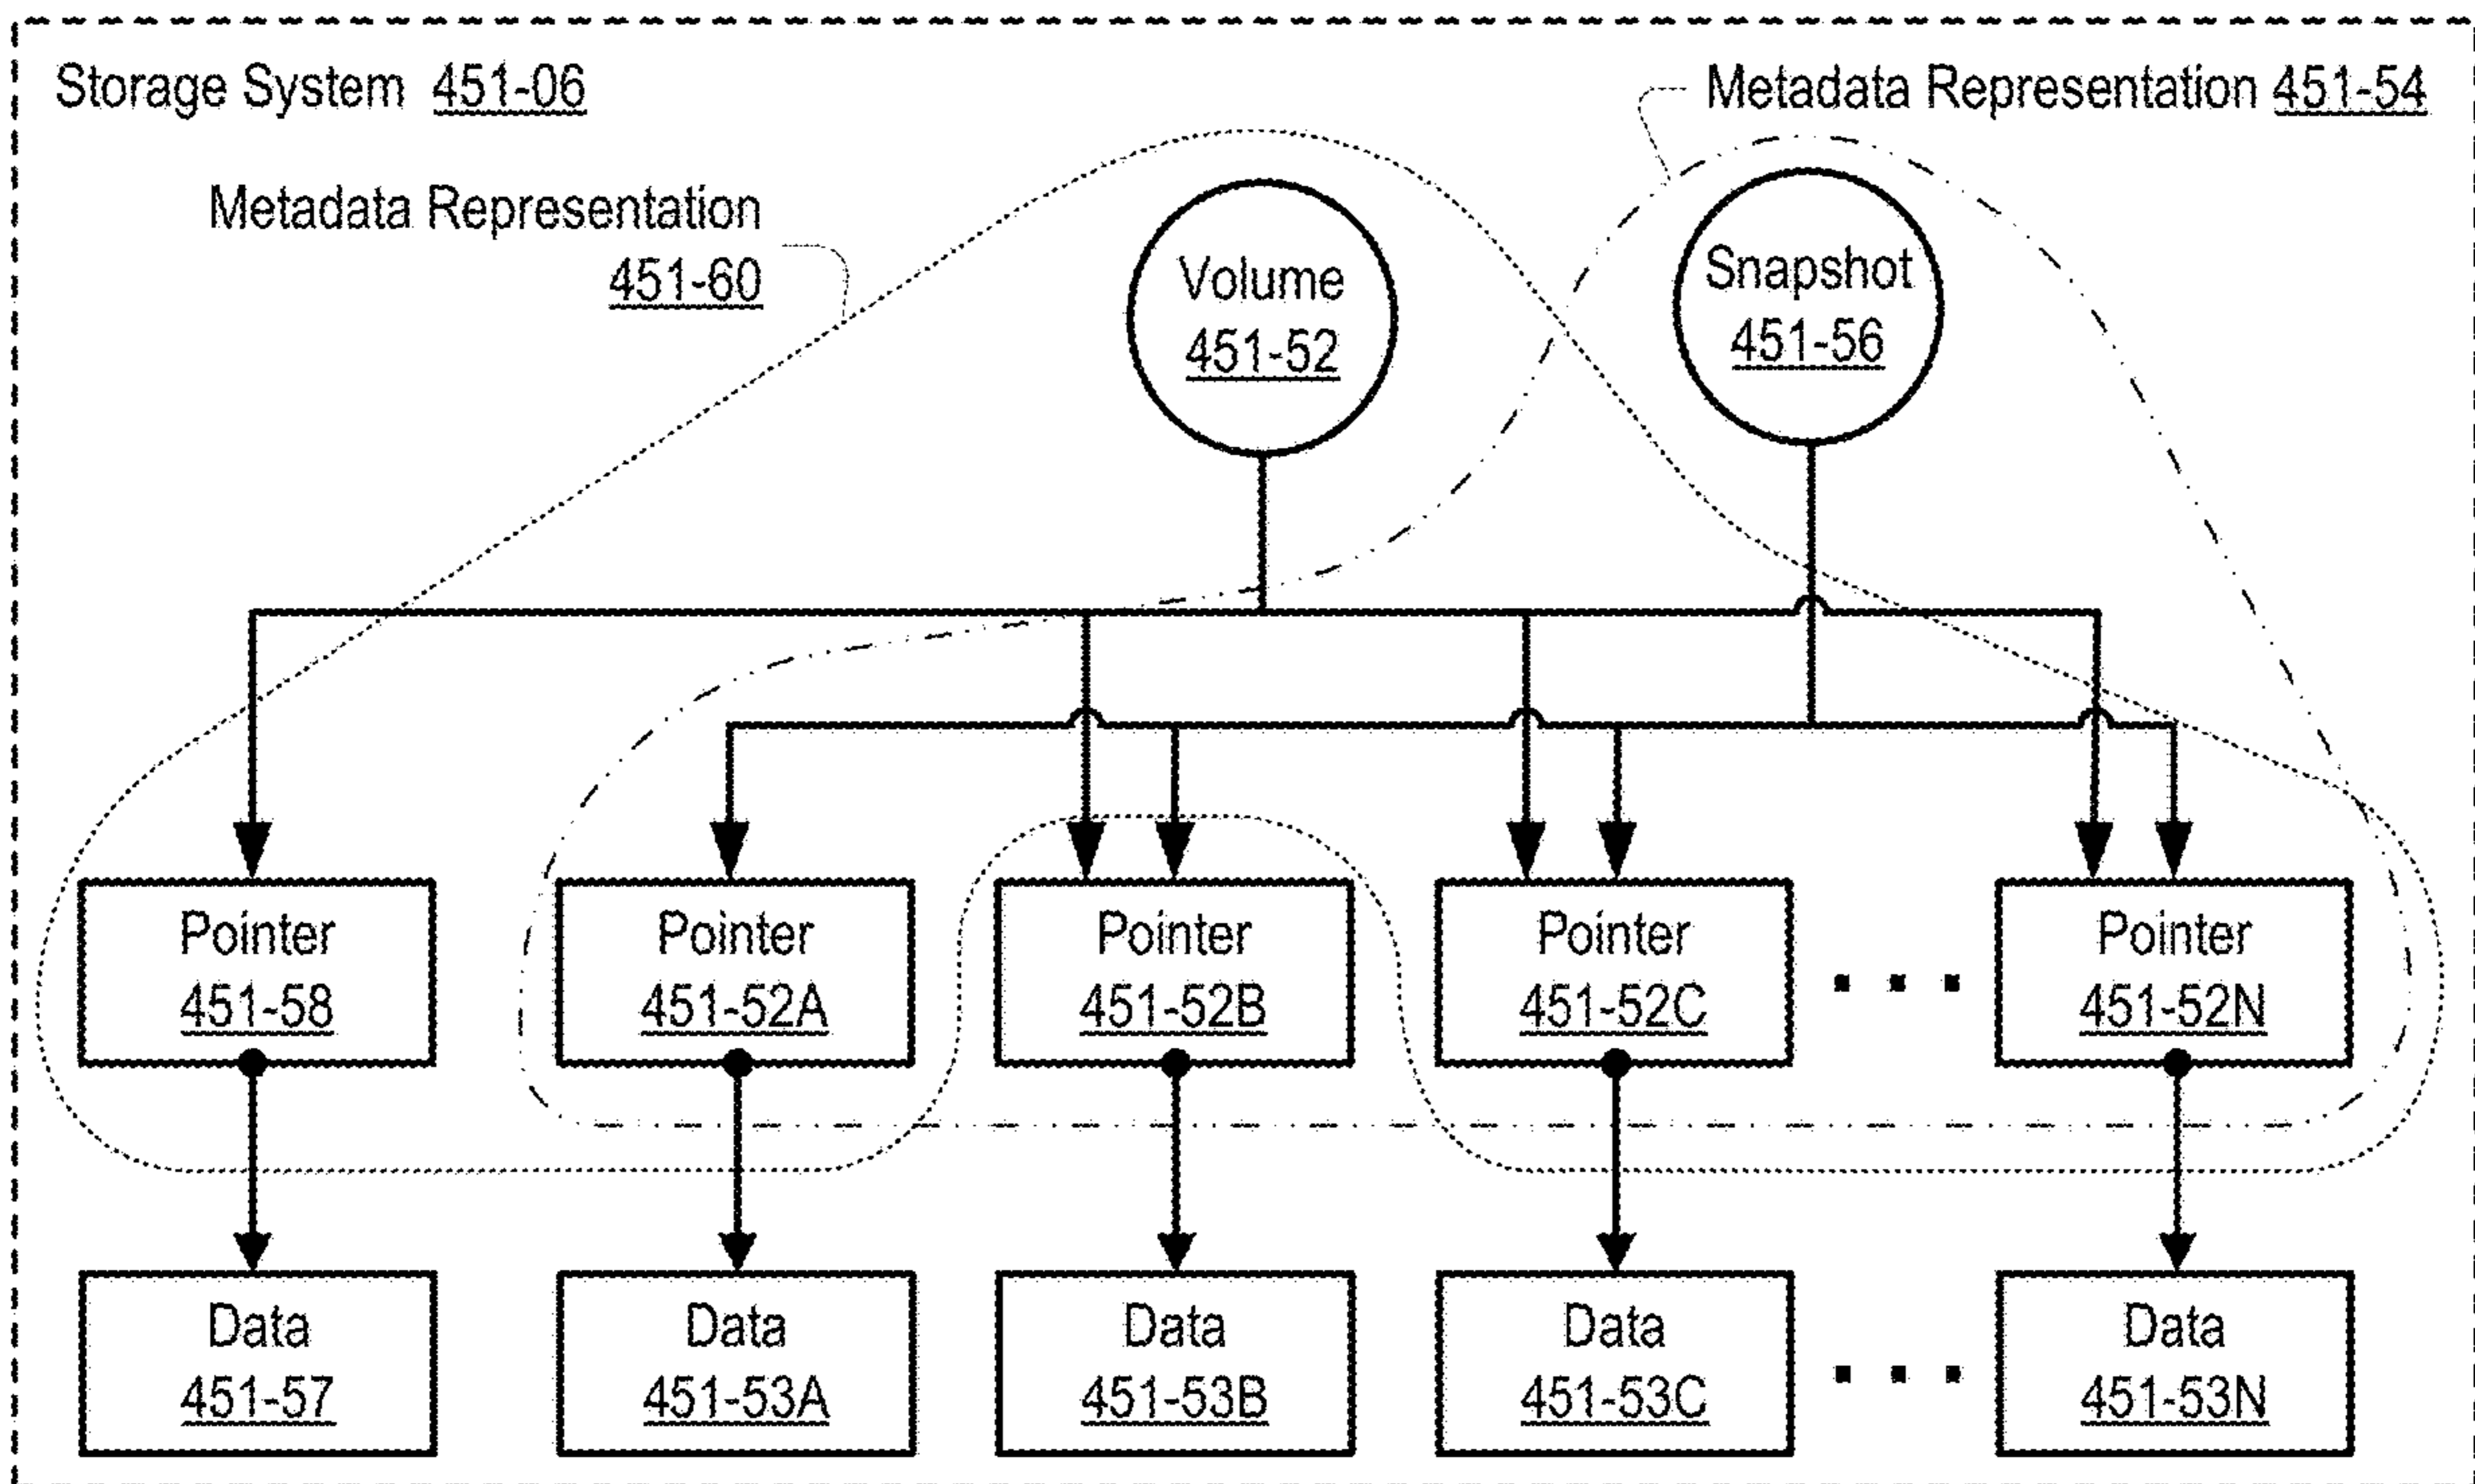 Storage System 451-06
Metadata Representation 451-54
Metadata Representation
451-60
Volume
451-52
Snapshot
451-56
Pointer
451-58
Pointer
451-52A
Pointer
451-52B
Pointer
451-52C
Pointer
451-52N
Data
451-57
Data
451-53A
Data
451-53B
Data
451-53C
Data
451-53N